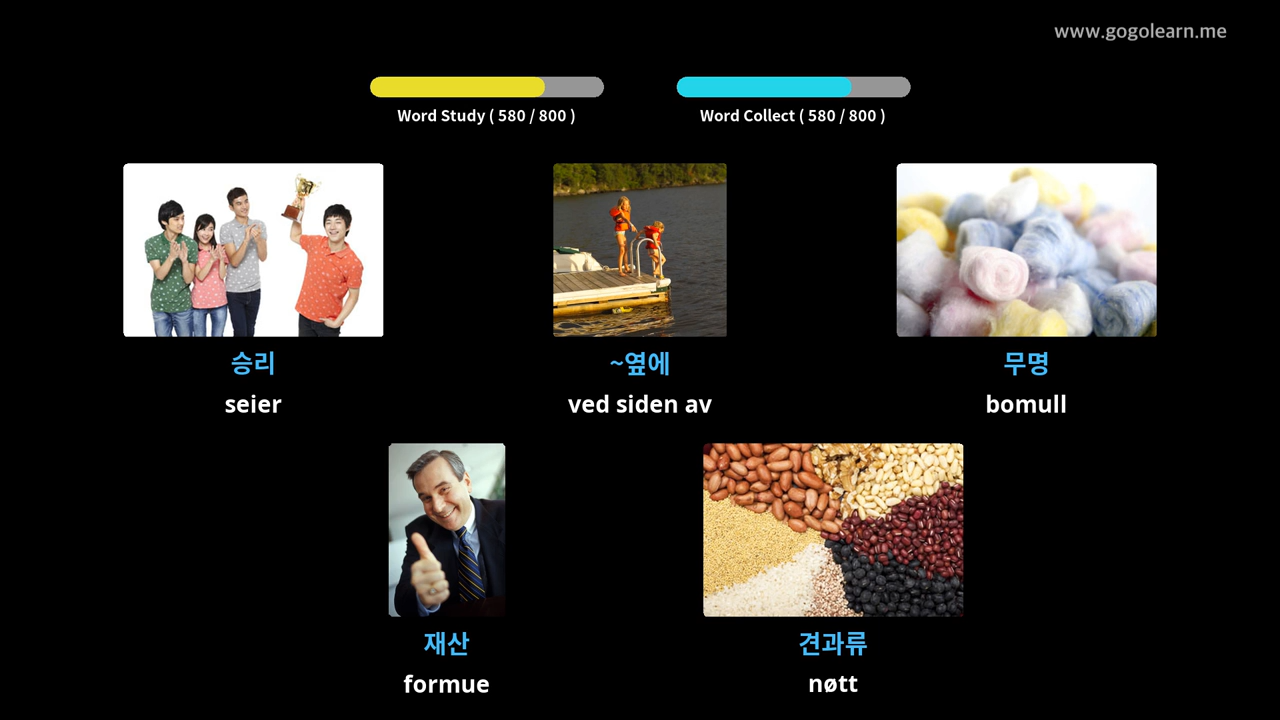 www.gogolearn.me
Word Study ( 580 / 800 )
Word Collect ( 580 / 800 )
승리
seier
~옆에
ved siden av
무명
bomull
재산
formue
견과류
nøtt